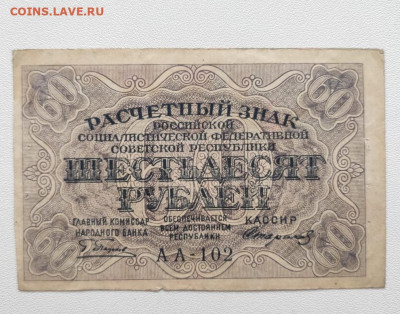 COINS.ЛАВЕ.RU
60 60
РАСЧЕТНЫЙ ЗНАК
РОССИЙСКОЙ
СОЦИАЛИСТИЧЕСКОЙ ФЕДЕРАТИВНОЙ
СОВЕТСКОЙ РЕСПУБЛИКИ
ШЕСТЬДЕСЯТ
РУБЛЕЙ
ГЛАВНЫЙ КОМИССАР
НАРОДНОГО БАНКА
ОБЕСПЕЧИВАЕТСЯ
ВСЕМ ДОСТОЯНИЕМ
РЕСПУБЛИКИ
КАССИР
АА-102
60 60